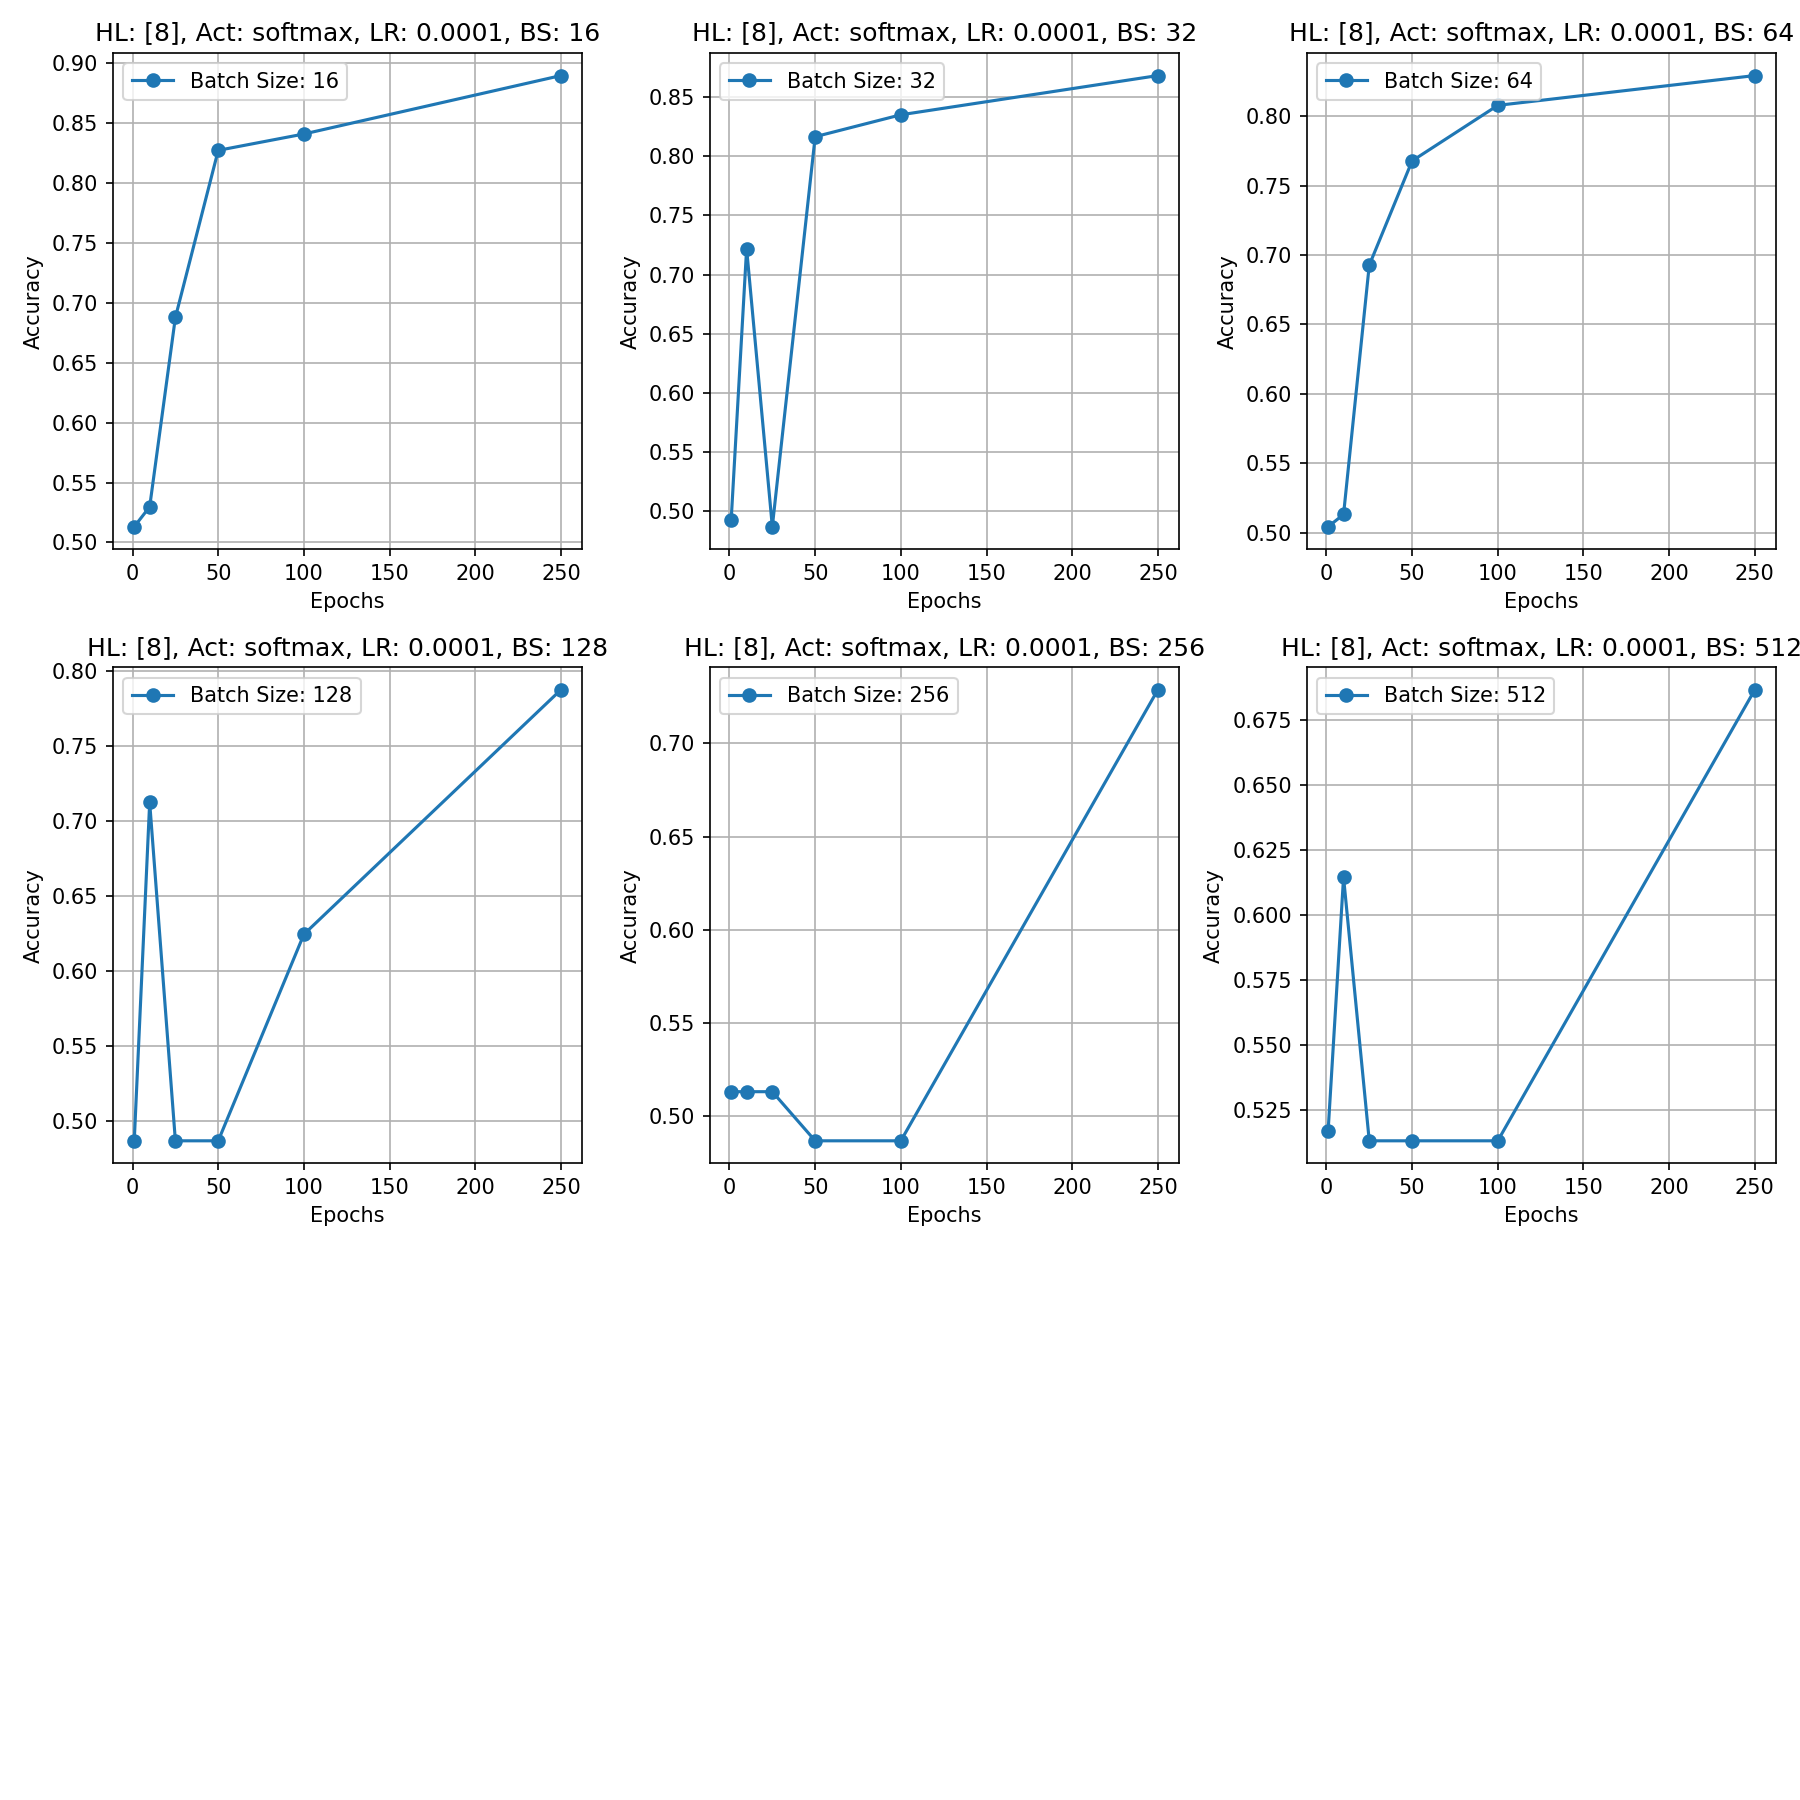 HL: [8], Act: softmax, LR: 0.0001, BS: 16
Batch Size: 16
0.90
0.85
0.80
0.75
0.70
0.65
0.60
0.55
0.50
Accuracy
0 50 100 150 200 250
Epochs
HL: [8], Act: softmax, LR: 0.0001, BS: 32
Batch Size: 32
0.85
0.80
0.75
0.70
0.65
0.60
0.55
0.50
Accuracy
0 50 100 150 200 250
Epochs
HL: [8], Act: softmax, LR: 0.0001, BS: 64
Batch Size: 64
0.80
0.75
0.70
0.65
0.60
0.55
0.50
Accuracy
0 50 100 150 200 250
Epochs
HL: [8], Act: softmax, LR: 0.0001, BS: 128
Batch Size: 128
0.80
0.75
0.70
0.65
0.60
0.55
0.50
Accuracy
0 50 100 150 200 250
Epochs
HL: [8], Act: softmax, LR: 0.0001, BS: 256
Batch Size: 256
0.70
0.65
0.60
0.55
0.50
Accuracy
0 50 100 150 200 250
Epochs
HL: [8], Act: softmax, LR: 0.0001, BS: 512
Batch Size: 512
0.675
0.650
0.625
0.600
0.575
0.550
0.525
Accuracy
0 50 100 150 200 250
Epochs